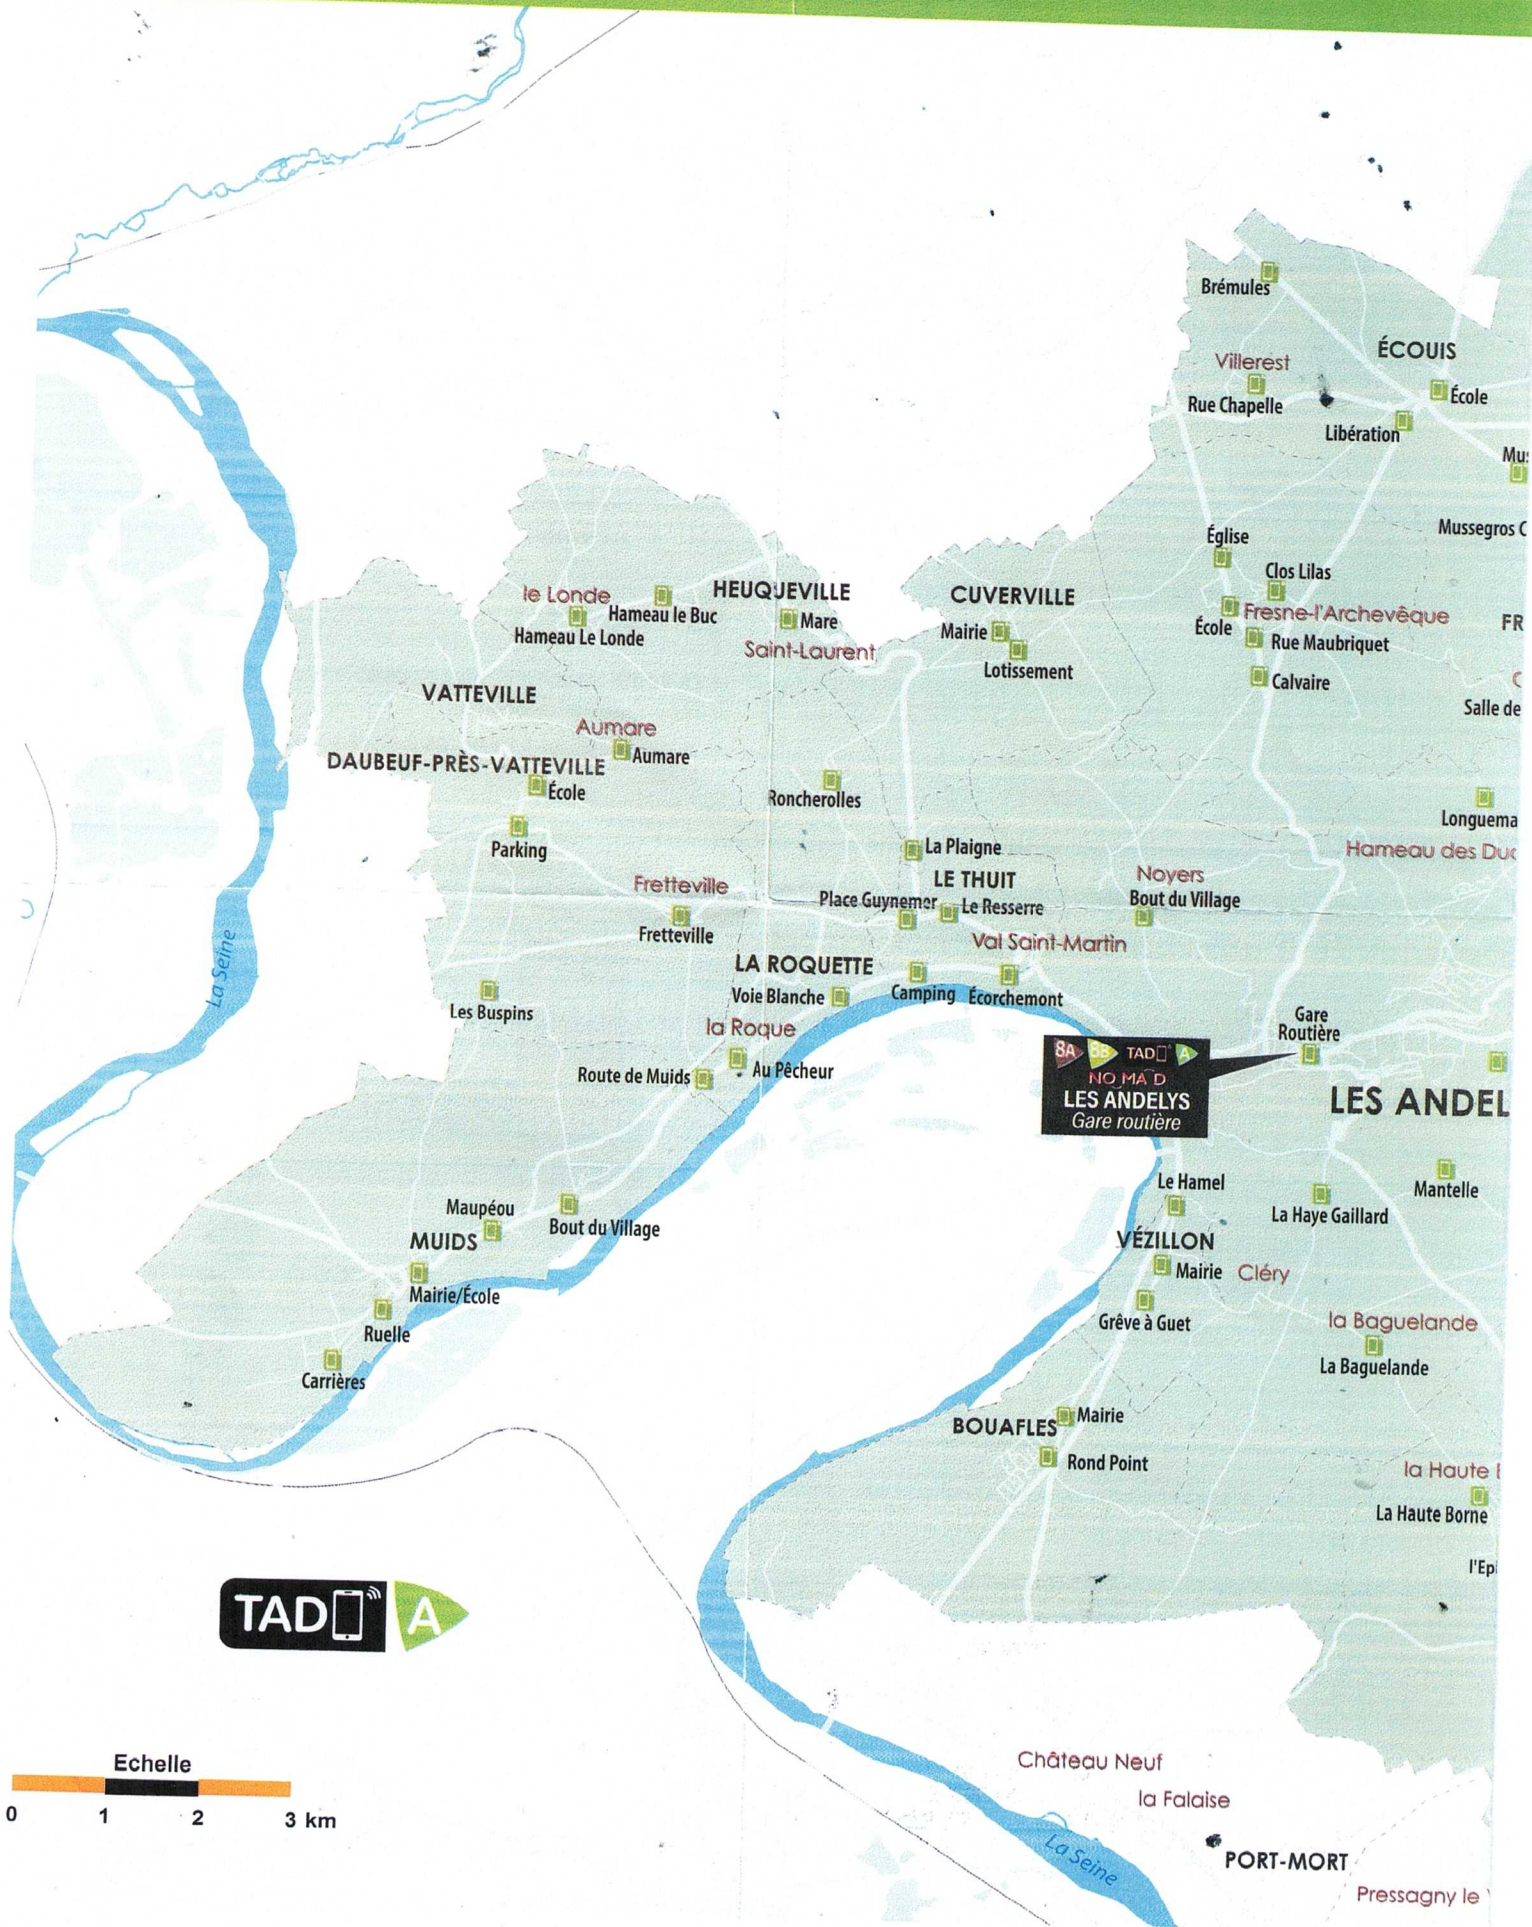 Brémules
ÉCOUIS
Villerest
Rue Chapelle
École
Libération
Mussegros C
Église
Clos Lilas
École
Fresne-l'Archevêque
Rue Maubriquet
Calvaire
FR
Salle de
le Londe
Hameau le Buc
Hameau Le Londe
HEUQUEVILLE
Mare
Saint-Laurent
CUVERVILLE
Mairie
Lotissement
VATTEVILLE
Aumare
Aumare
DAUBEUF-PRÈS-VATTEVILLE
École
Parking
Roncherolles
Longuema
Hameau des Duc
La Plaigne
LE THUIT
Place Guynemer
Le Resserre
Noyers
Bout du Village
Fretteville
Fretteville
Val Saint-Martin
La Seine
LA ROQUETTE
Voie Blanche
Camping
Écorchemont
Les Buspins
la Roque
Au Pêcheur
Route de Muids
Gare
Routière
8A 8B TAD A
NOMAD
LES ANDELYS
Gare routière
LES ANDEL
Le Hamel
Mantelle
La Haye Gaillard
Maupéou
Bout du Village
MUIDS
Mairie/École
Ruelle
Carrières
VÉZILLON
Mairie
Cléry
Grêve à Guet
la Baguelande
La Baguelande
BOUAFLES
Mairie
Rond Point
la Haute
La Haute Borne
l'Epi
TAD A
Echelle
0 1 2 3 km
Château Neuf
la Falaise
La Seine
PORT-MORT
Pressagny le